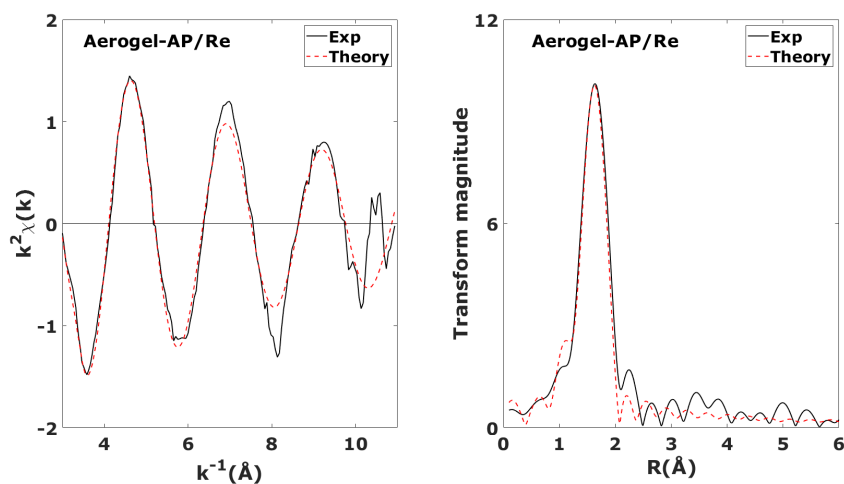 Aerogel-AP/Re
Exp
Theory
2
1
0
-1
-2
k²χ(k)
4
6
8
10
k⁻¹(Å)
Aerogel-AP/Re
Exp
Theory
12
6
0
Transform magnitude
0
1
2
3
4
5
6
R(Å)